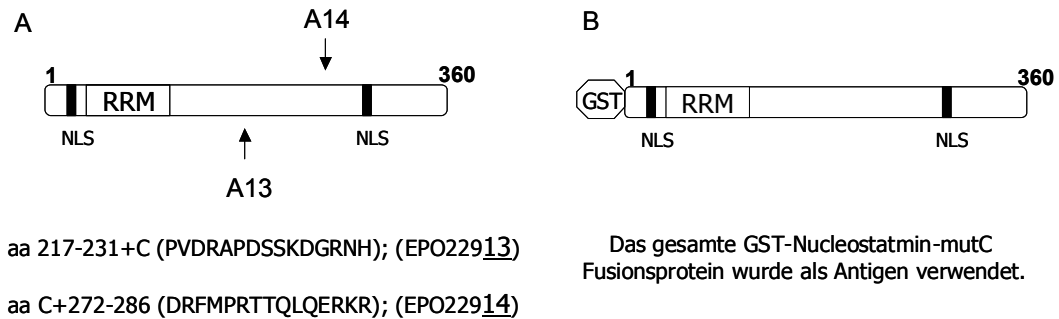 A
A14
1
360
RRM
NLS
NLS
A13
aa 217-231+C (PVDRAPDSSKDGRNH); (EPO22913)
aa C+272-286 (DRFMPRTTQLQERKR); (EPO22914)
B
1
360
GST
RRM
NLS
NLS
Das gesamte GST-Nucleostatmin-mutC
Fusionsprotein wurde als Antigen verwendet.